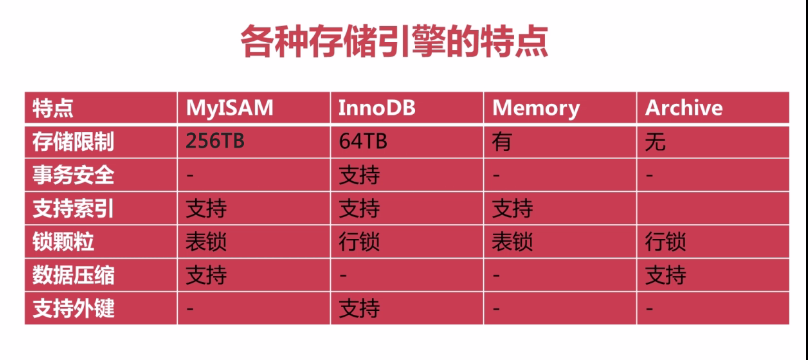 各种存储引擎的特点
特点 MyISAM InnoDB Memory Archive
存储限制 256TB 64TB 有 无
事务安全 - 支持 - -
支持索引 支持 支持 支持
锁颗粒 表锁 行锁 表锁 行锁
数据压缩 支持 - - 支持
支持外键 - 支持 - -